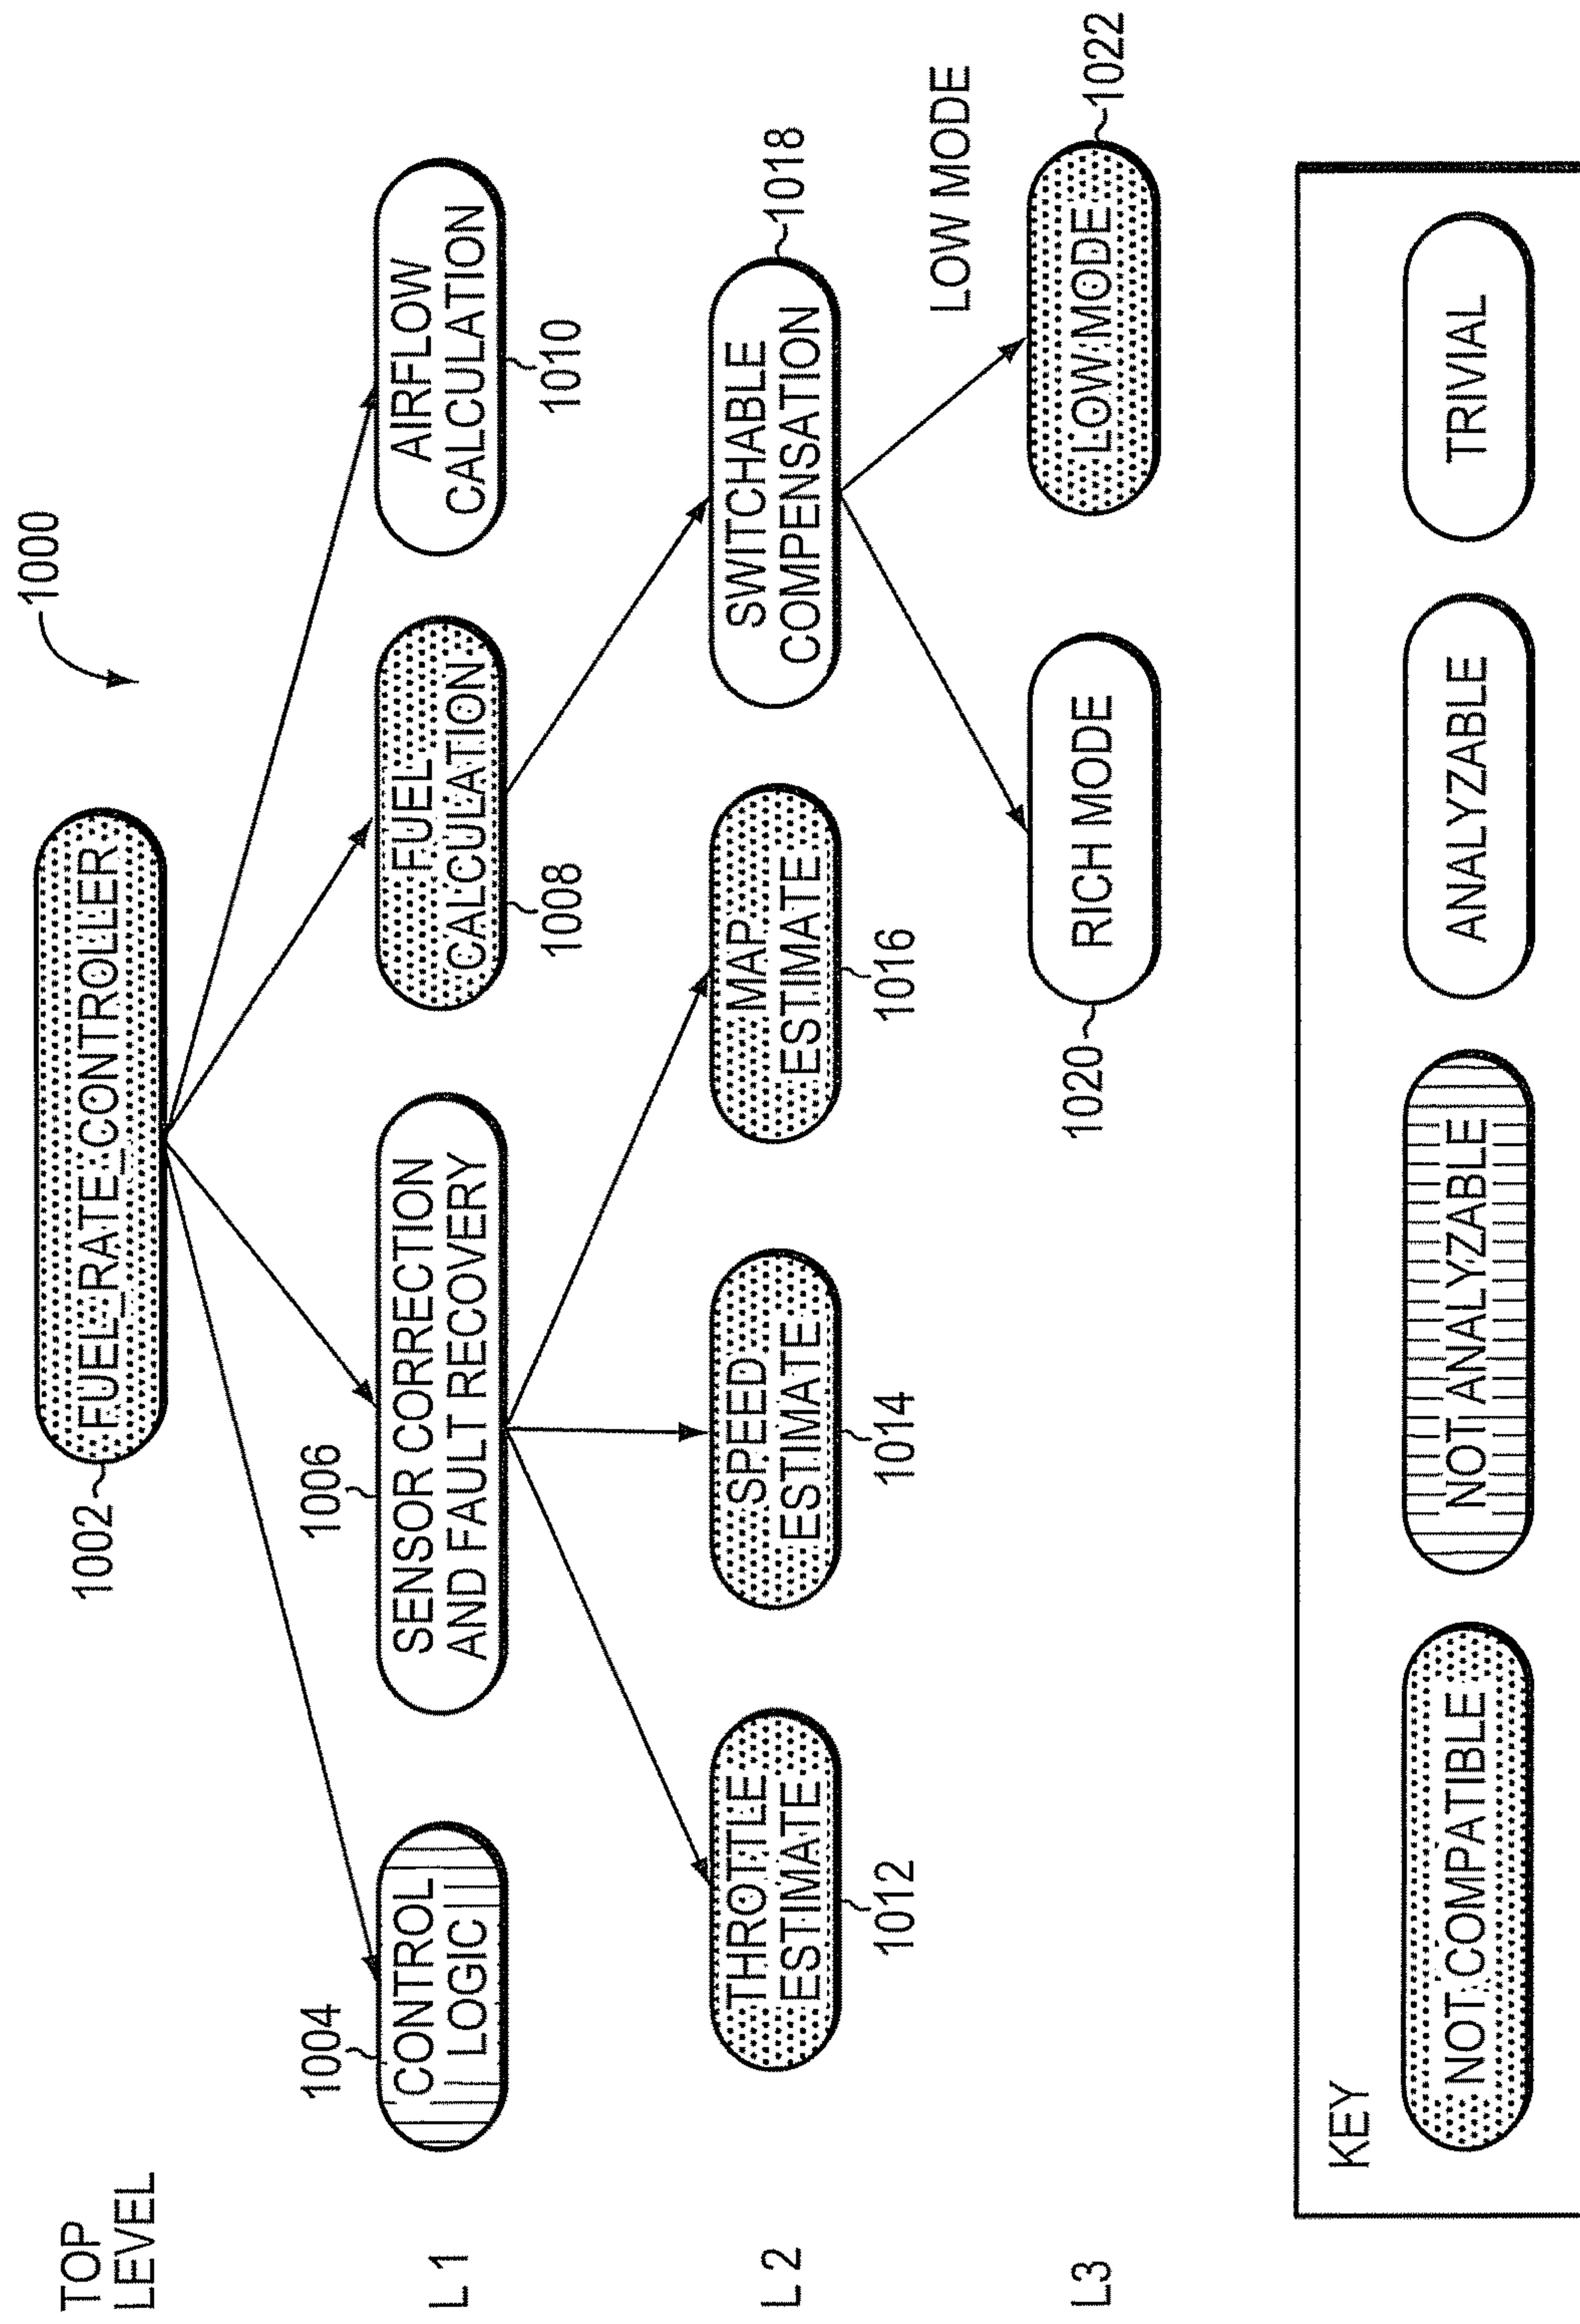 1000
TOP
LEVEL
1002
FUEL_RATE_CONTROLLER
L 1
1004
CONTROL
LOGIC
1006
SENSOR CORRECTION
AND FAULT RECOVERY
FUEL
CALCULATION
1008
AIRFLOW
CALCULATION
1010
L 2
THROTTLE
ESTIMATE
1012
SPEED
ESTIMATE
1014
MAP
ESTIMATE
1016
SWITCHABLE
COMPENSATION
1018
LOW MODE
L3
RICH MODE
1020
LOW MODE
1022
KEY
NOT COMPATIBLE
NOT ANALYZABLE
ANALYZABLE
TRIVIAL